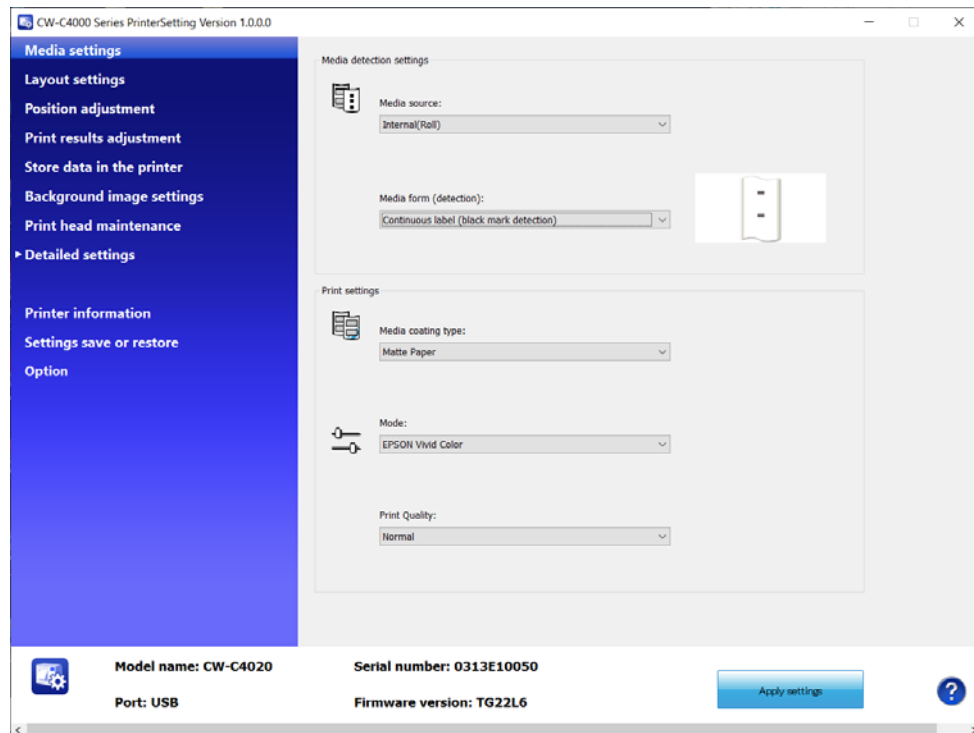 CW-C4000 Series PrinterSetting Version 1.0.0.0
Media settings
Layout settings
Position adjustment
Print results adjustment
Store data in the printer
Background image settings
Print head maintenance
Detailed settings
Printer information
Settings save or restore
Option
Media detection settings
Media source:
Internal(Roll)
Media form (detection):
Continuous label (black mark detection)
Print settings
Media coating type:
Matte Paper
Mode:
EPSON Vivid Color
Print Quality:
Normal
Model name: CW-C4020
Serial number: 0313E10050
Port: USB
Firmware version: TG22L6
Apply settings
?